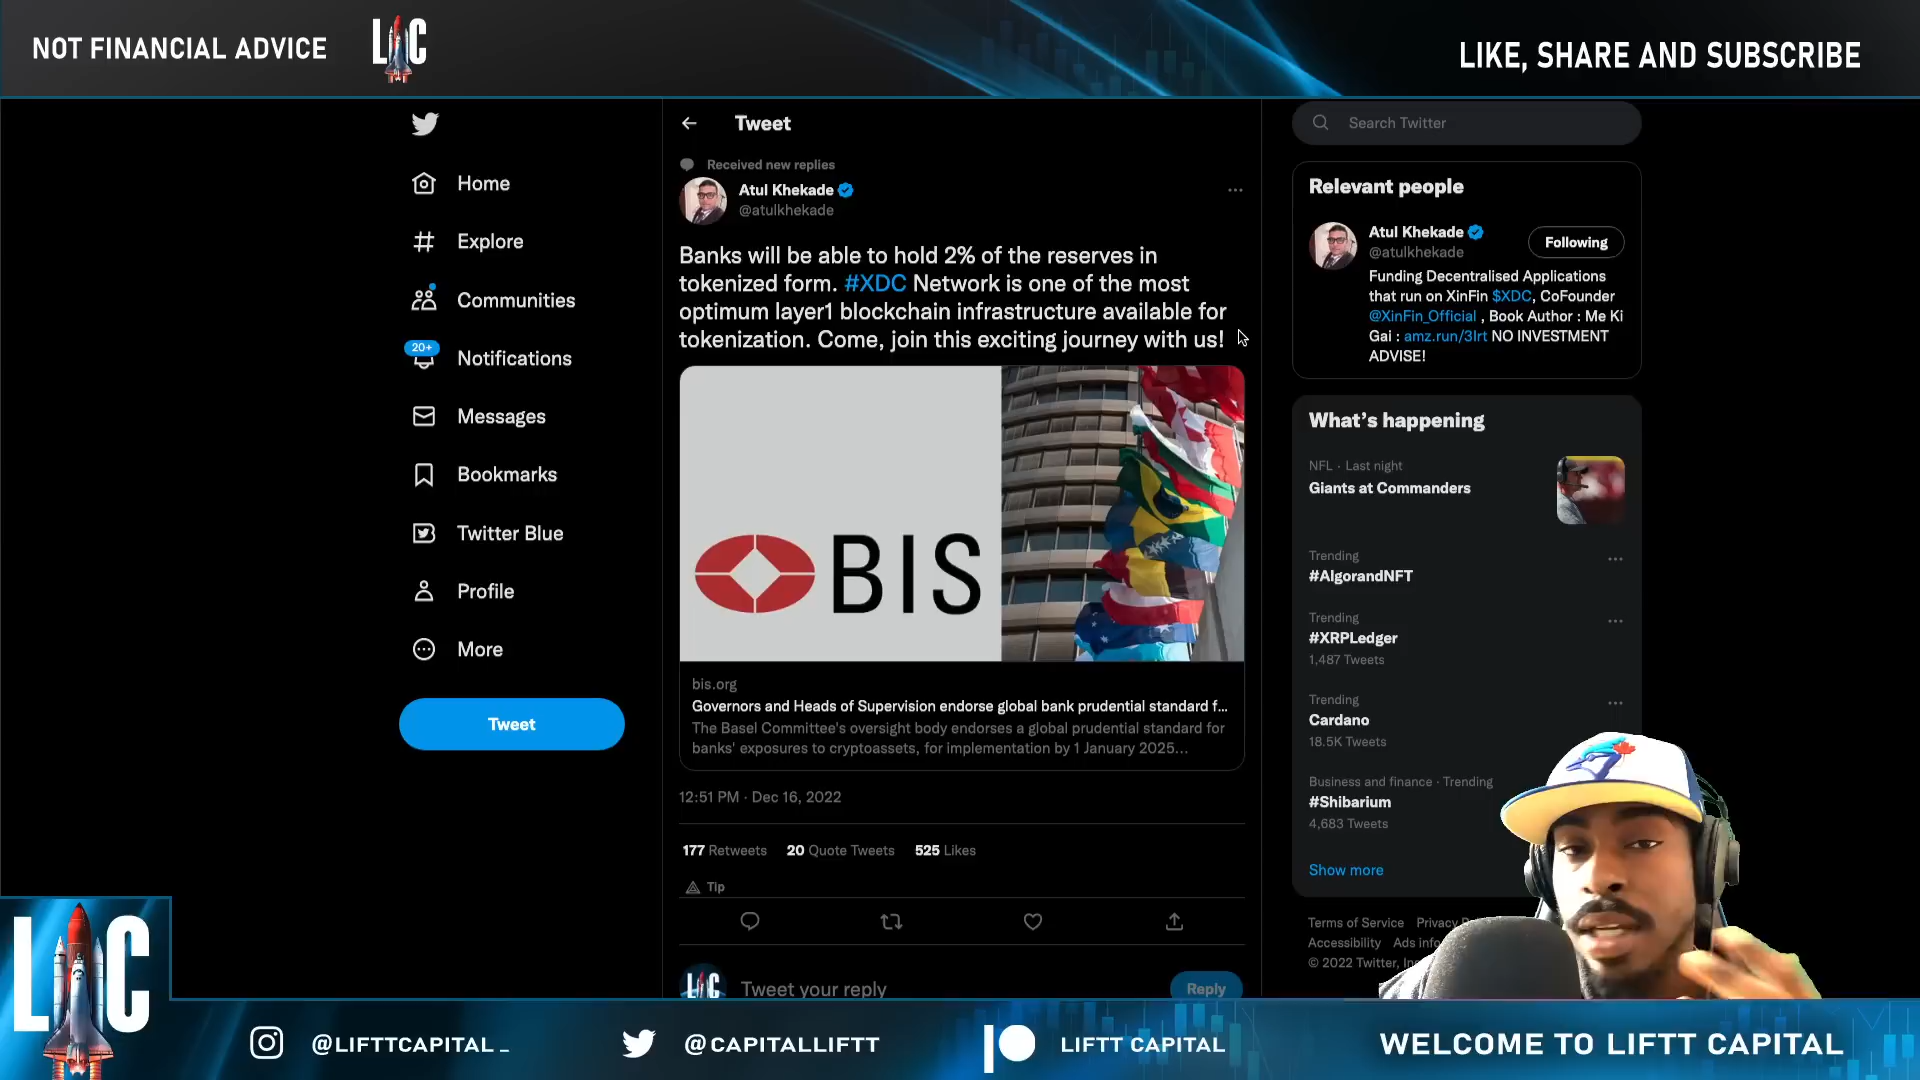 NOT FINANCIAL ADVICE
LC
LIKE, SHARE AND SUBSCRIBE
Home
Explore
Communities
20+
Notifications
Messages
Bookmarks
Twitter Blue
Profile
More
Tweet
Tweet
Received new replies
Atul Khekade
@atulkhekade
Banks will be able to hold 2% of the reserves in
tokenized form. #XDC Network is one of the most
optimum layer1 blockchain infrastructure available for
tokenization. Come, join this exciting journey with us!
BIS
bis.org
Governors and Heads of Supervision endorse global bank prudential standard f...
The Basel Committee's oversight body endorses a global prudential standard for
banks' exposures to cryptoassets, for implementation by 1 January 2025...
12:51 PM · Dec 16, 2022
177 Retweets 20 Quote Tweets 525 Likes
Tip
LC
Tweet your reply
Reply
Search Twitter
Relevant people
Atul Khekade
@atulkhekade
Following
Funding Decentralised Applications
that run on XinFin $XDC, CoFounder
@XinFin_Official , Book Author : Me Ki
Gai : amz.run/3Irt NO INVESTMENT
ADVISE!
What's happening
NFL · Last night
Giants at Commanders
Trending
#AlgorandNFT
Trending
#XRPLedger
1,487 Tweets
Trending
Cardano
18.5K Tweets
Business and finance · Trending
#Shibarium
4,683 Tweets
Show more
Terms of Service Privacy
Accessibility Ads info
© 2022 Twitter,
LC
@LIFTTCAPITAL_
@CAPITALLIFTT
LIFTT CAPITAL
WELCOME TO LIFTT CAPITAL